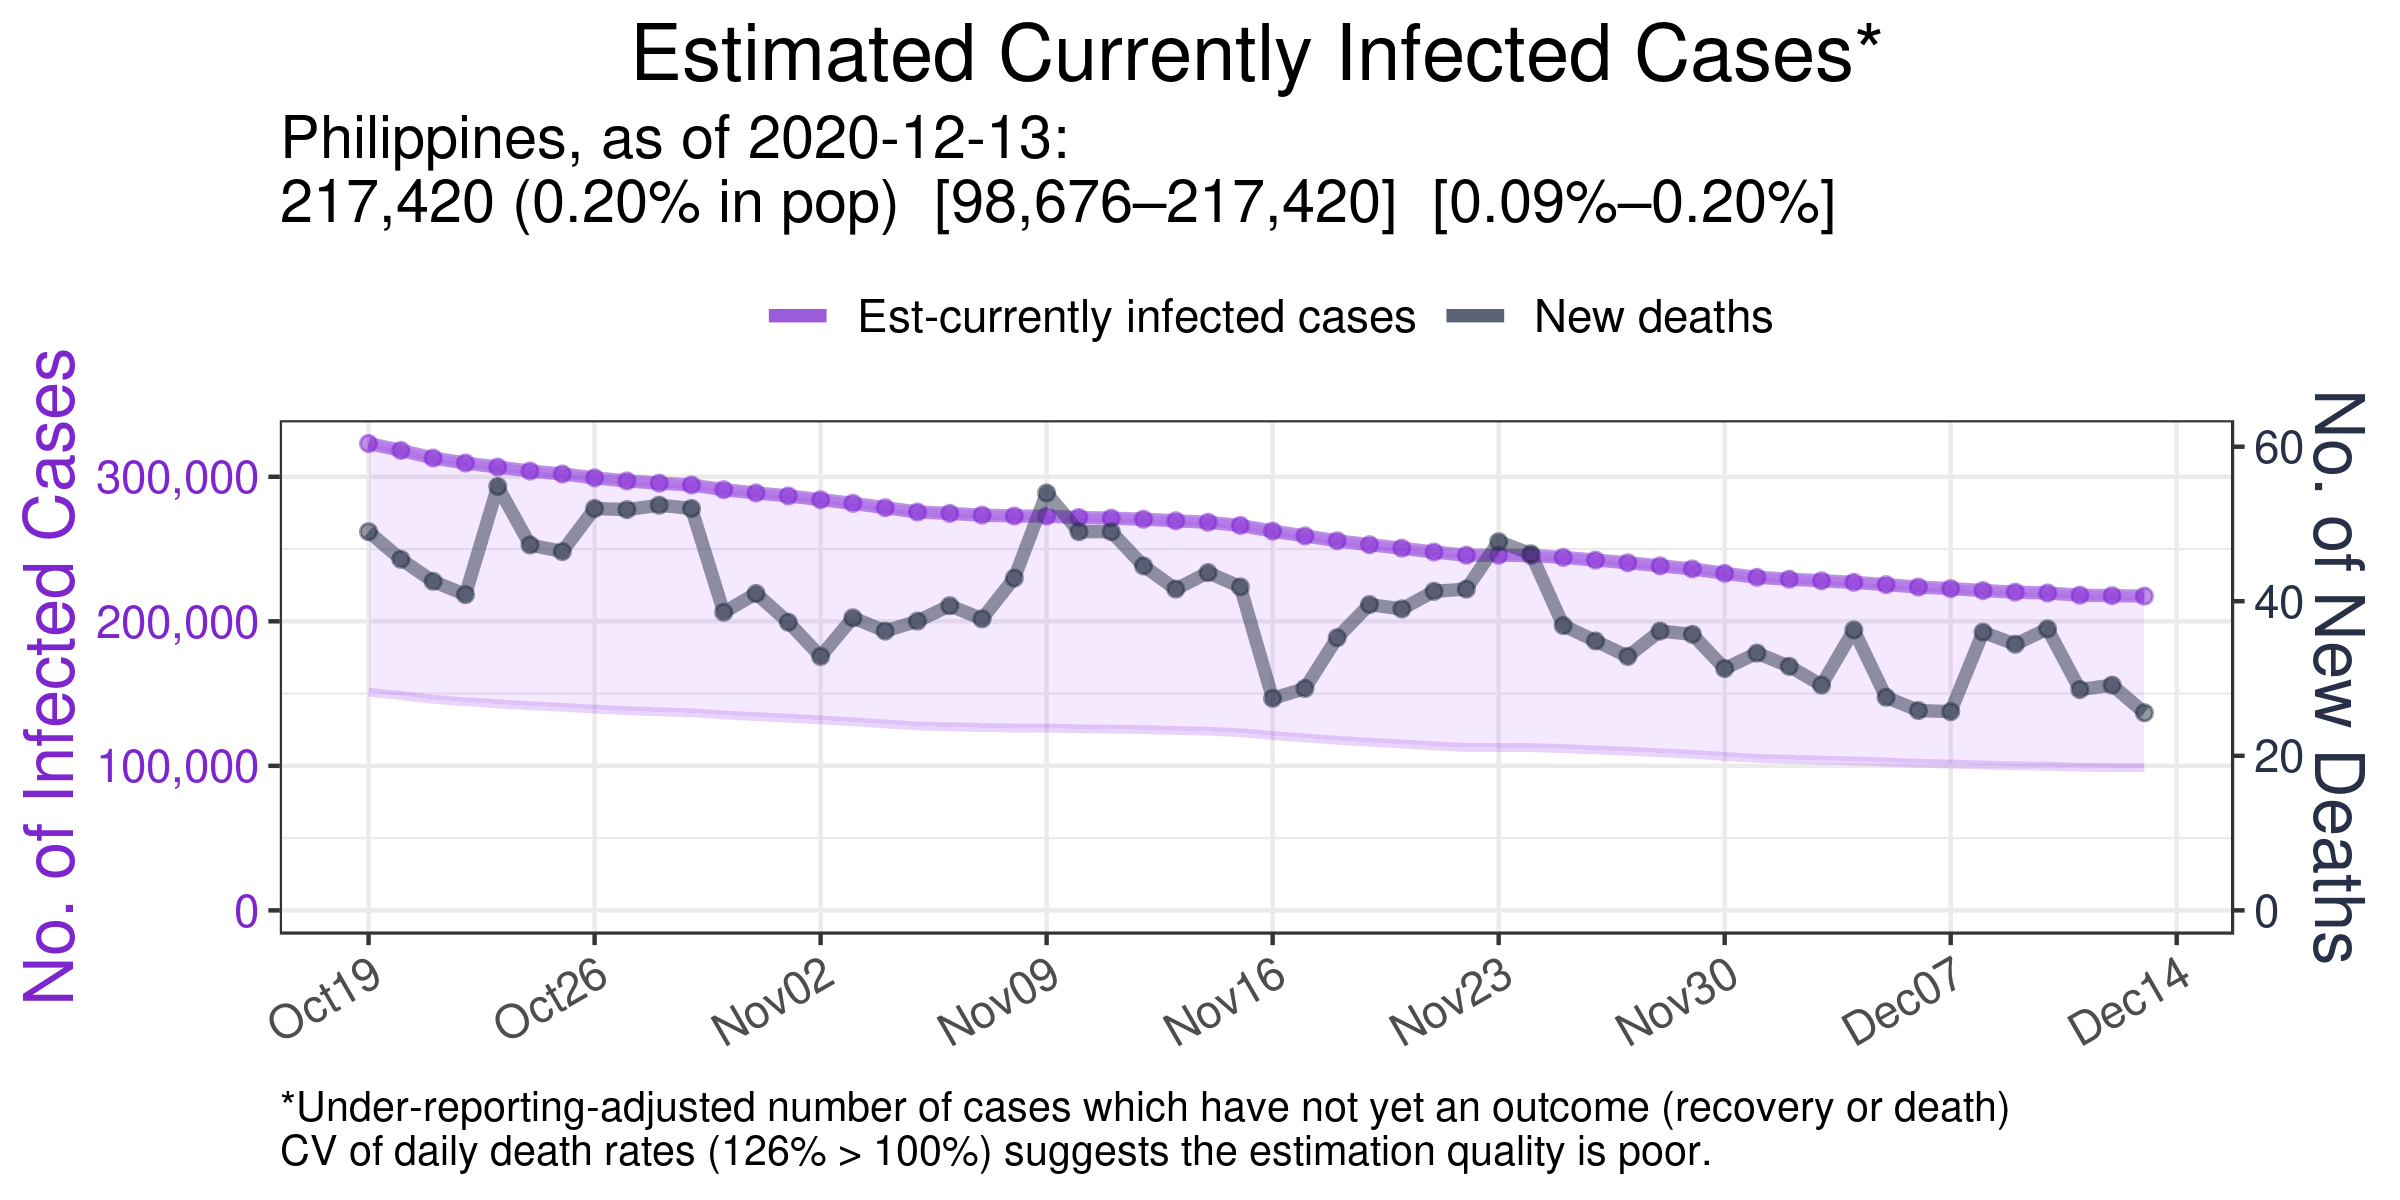 Estimated Currently Infected Cases*
Philippines, as of 2020-12-13:
217,420 (0.20% in pop)  [98,676–217,420]  [0.09%–0.20%]
Est-currently infected cases
New deaths
No. of Infected Cases
300,000
200,000
100,000
0
60
40
20
0
No. of New Deaths
Oct19
Oct26
Nov02
Nov09
Nov16
Nov23
Nov30
Dec07
Dec14
*Under-reporting-adjusted number of cases which have not yet an outcome (recovery or death)
CV of daily death rates (126% > 100%) suggests the estimation quality is poor.